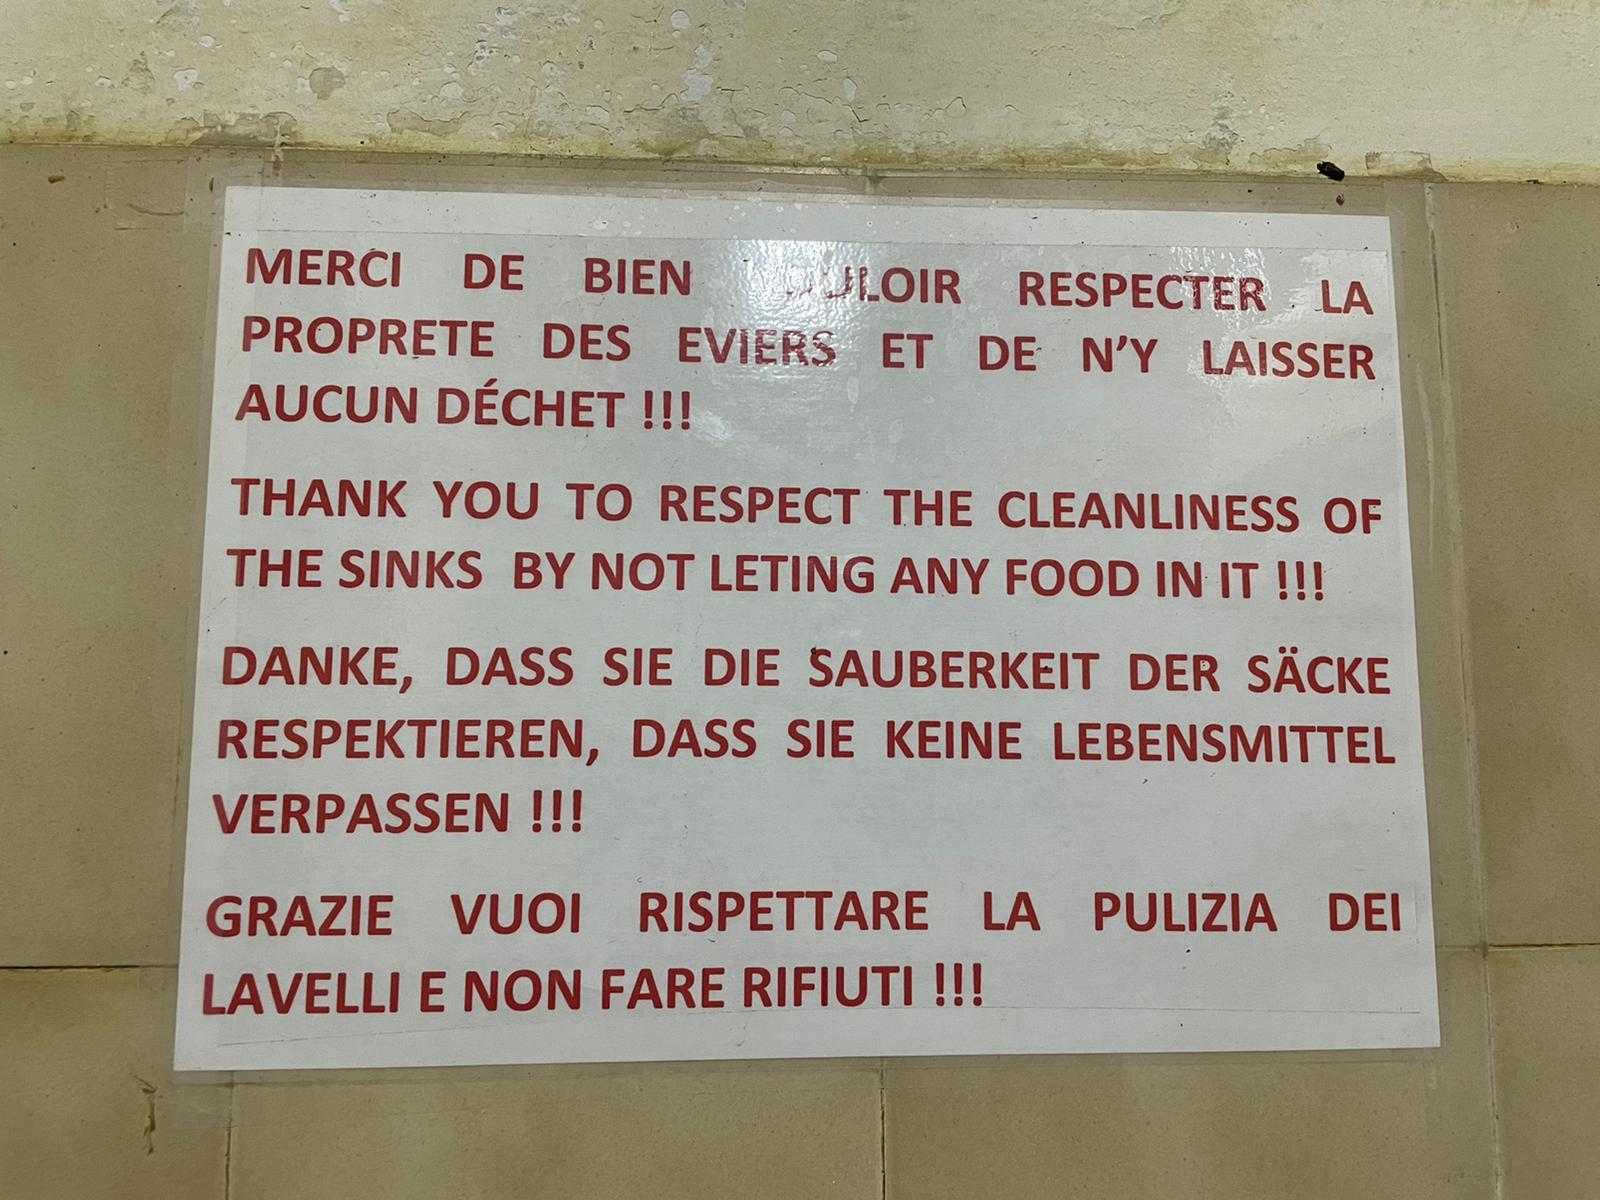 MERCI DE BIEN VOULOIR RESPECTER LA
PROPRETE DES EVIERS ET DE N'Y LAISSER
AUCUN DÉCHET !!!
THANK YOU TO RESPECT THE CLEANLINESS OF
THE SINKS BY NOT LETING ANY FOOD IN IT !!!
DANKE, DASS SIE DIE SAUBERKEIT DER SÄCKE
RESPEKTIEREN, DASS SIE KEINE LEBENSMITTEL
VERPASSEN !!!
GRAZIE VUOI RISPETTARE LA PULIZIA DEI
LAVELLI E NON FARE RIFIUTI !!!